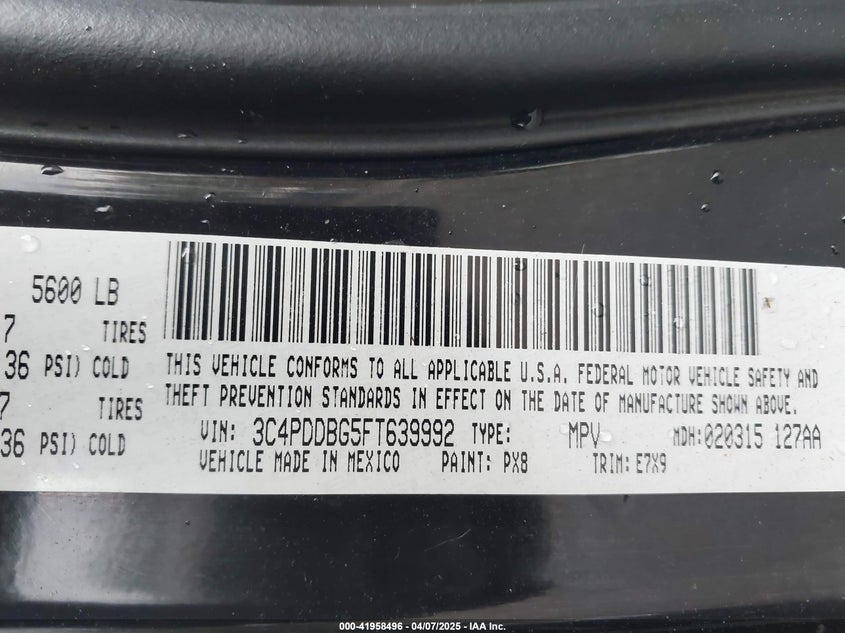 5600 LB
7 TIRES
36 PSI) COLD
7 TIRES
36 PSI) COLD
THIS VEHICLE CONFORMS TO ALL APPLICABLE U.S.A. FEDERAL MOTOR VEHICLE SAFETY AND
THEFT PREVENTION STANDARDS IN EFFECT ON THE DATE OF MANUFACTURE SHOWN ABOVE.
VIN: 3C4PDDBG5FT639992 TYPE: MPV MDH:020315 127AA
VEHICLE MADE IN MEXICO PAINT: PX8 TRIM: E7X9
000-41958496 - 04/07/2025 - IAA Inc.